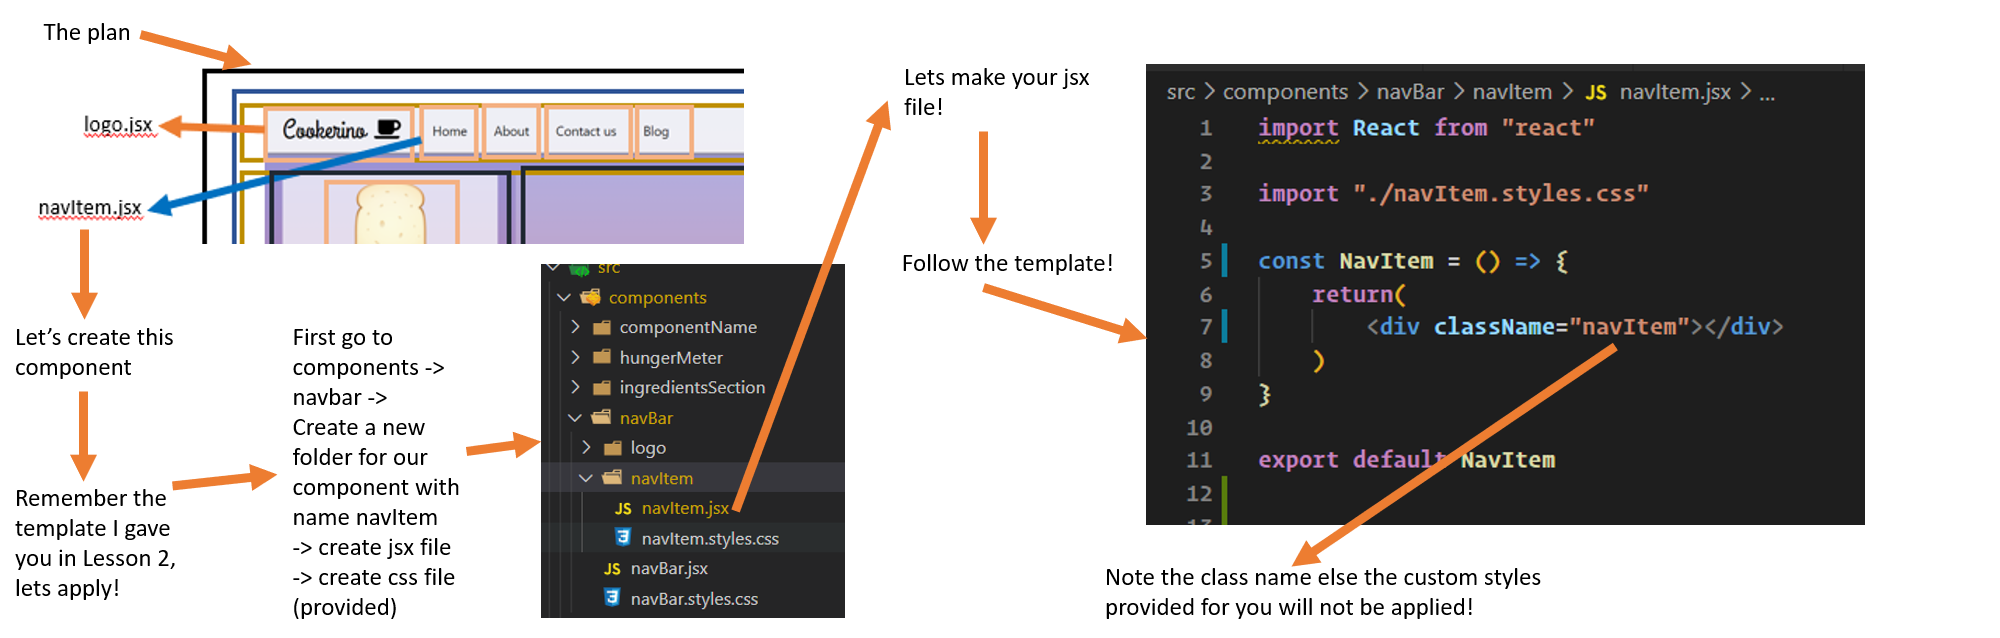 The plan
logo.jsx
navItem.jsx
Cookerino
Home
About
Contact us
Blog
Let’s create this
component
Remember the
template I gave
you in Lesson 2,
lets apply!
First go to
components ->
navbar ->
Create a new
folder for our
component with
name navItem
-> create jsx file
-> create css file
(provided)
src
components
componentName
hungerMeter
ingredientsSection
navBar
logo
navItem
JS navItem.jsx
navItem.styles.css
JS navBar.jsx
navBar.styles.css
Lets make your jsx
file!
Follow the template!
src > components > navBar > navItem > JS navItem.jsx > ...
1 import React from "react"
2
3 import "./navItem.styles.css"
4
5 const NavItem = () => {
6 return(
7 <div className="navItem"></div>
8 )
9 }
10
11 export default NavItem
12
13
Note the class name else the custom styles
provided for you will not be applied!